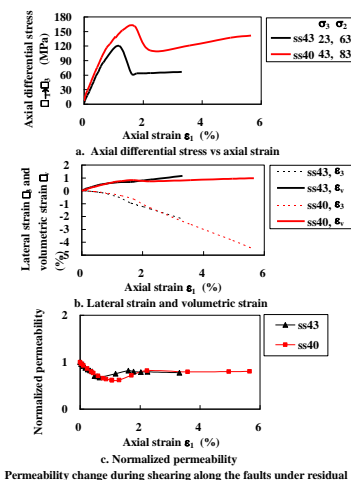 Axial differential stress
□₁-□₃ (MPa)
180
150
120
90
60
30
0
0 2 4 6
Axial strain ε₁ (%)
σ₃ σ₂
ss43 23, 63
ss40 43, 83
a. Axial differential stress vs axial strain
Lateral strain □₃ and
volumetric strain □
(%)
2
1
0
-1
-2
-3
-4
-5
0 2 4 6
Axial strain ε₁ (%)
ss43, ε₃
ss43, εᵥ
ss40, ε₃
ss40, εᵥ
b. Lateral strain and volumetric strain
Normalized permeability
2
1
0
0 2 4 6
Axial strain ε₁ (%)
ss43
ss40
c. Normalized permeability
Permeability change during shearing along the faults under residual